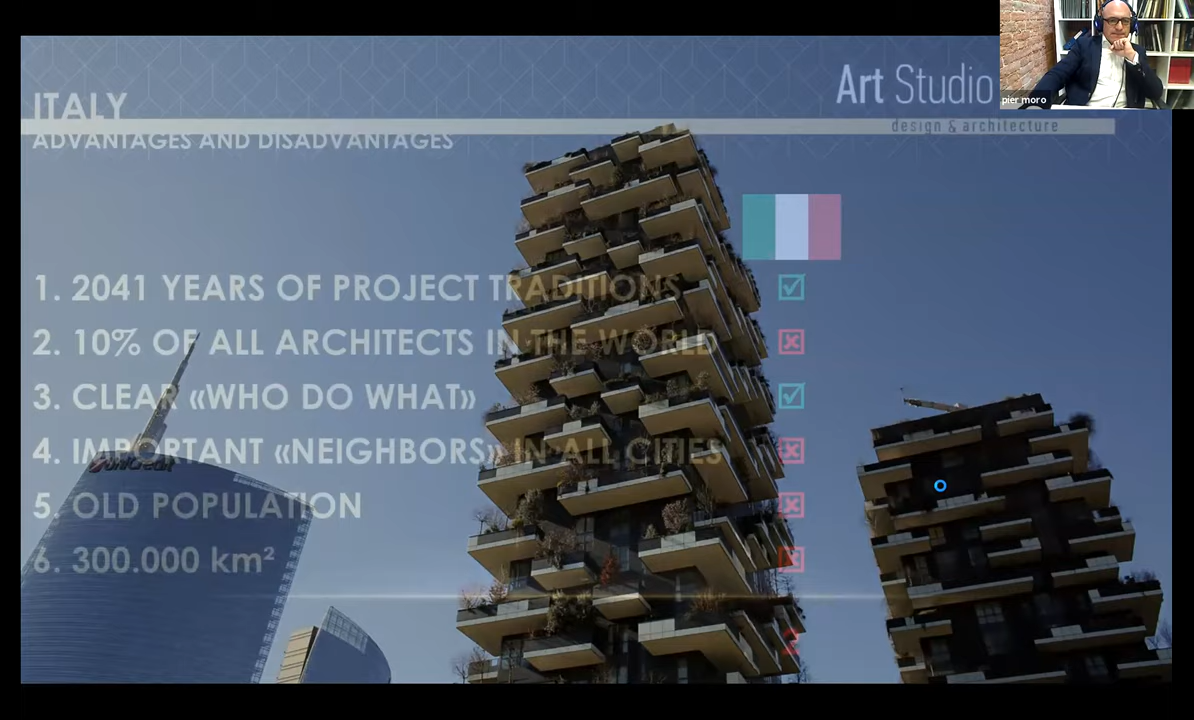 Art Studio
pier moro
ITALY
design & architecture
ADVANTAGES AND DISADVANTAGES
1. 2041 YEARS OF PROJECT TRADITIONS
2. 10% OF ALL ARCHITECTS IN THE WORLD
3. CLEAR «WHO DO WHAT»
4. IMPORTANT «NEIGHBORS» IN ALL CITIES
5. OLD POPULATION
6. 300.000 km²
UniCredit
2